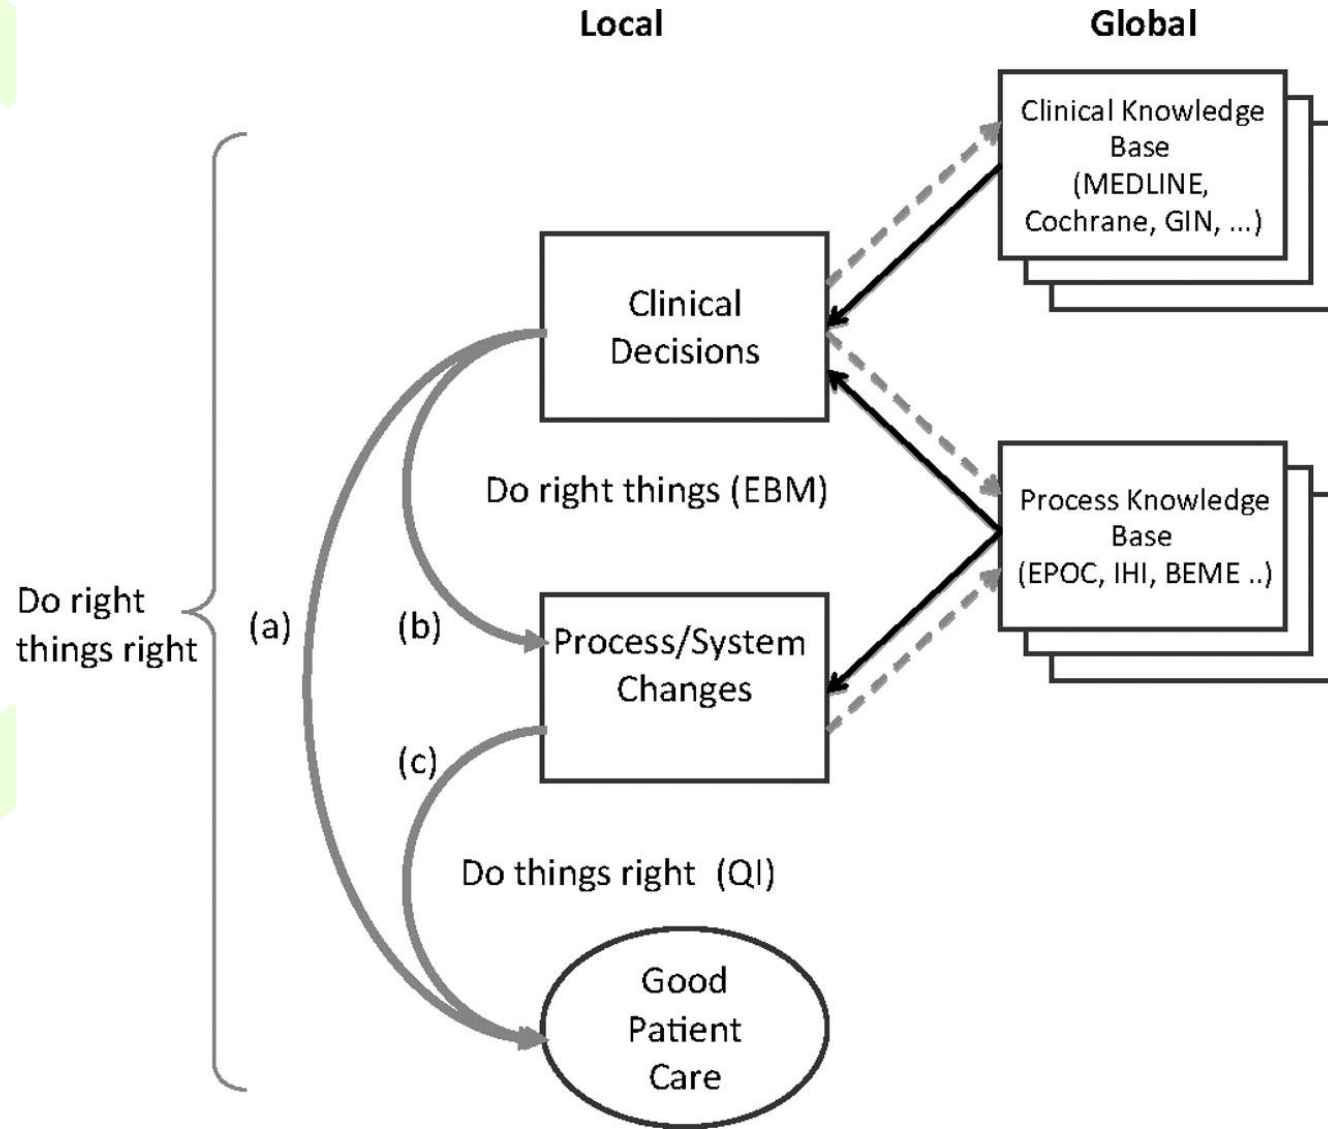 Local
Global
Clinical Knowledge
Base
(MEDLINE,
Cochrane, GIN, ...)
Clinical
Decisions
Do right things (EBM)
Process Knowledge
Base
(EPOC, IHI, BEME ..)
Do right
things right
(a)
(b)
Process/System
Changes
(c)
Do things right (QI)
Good
Patient
Care